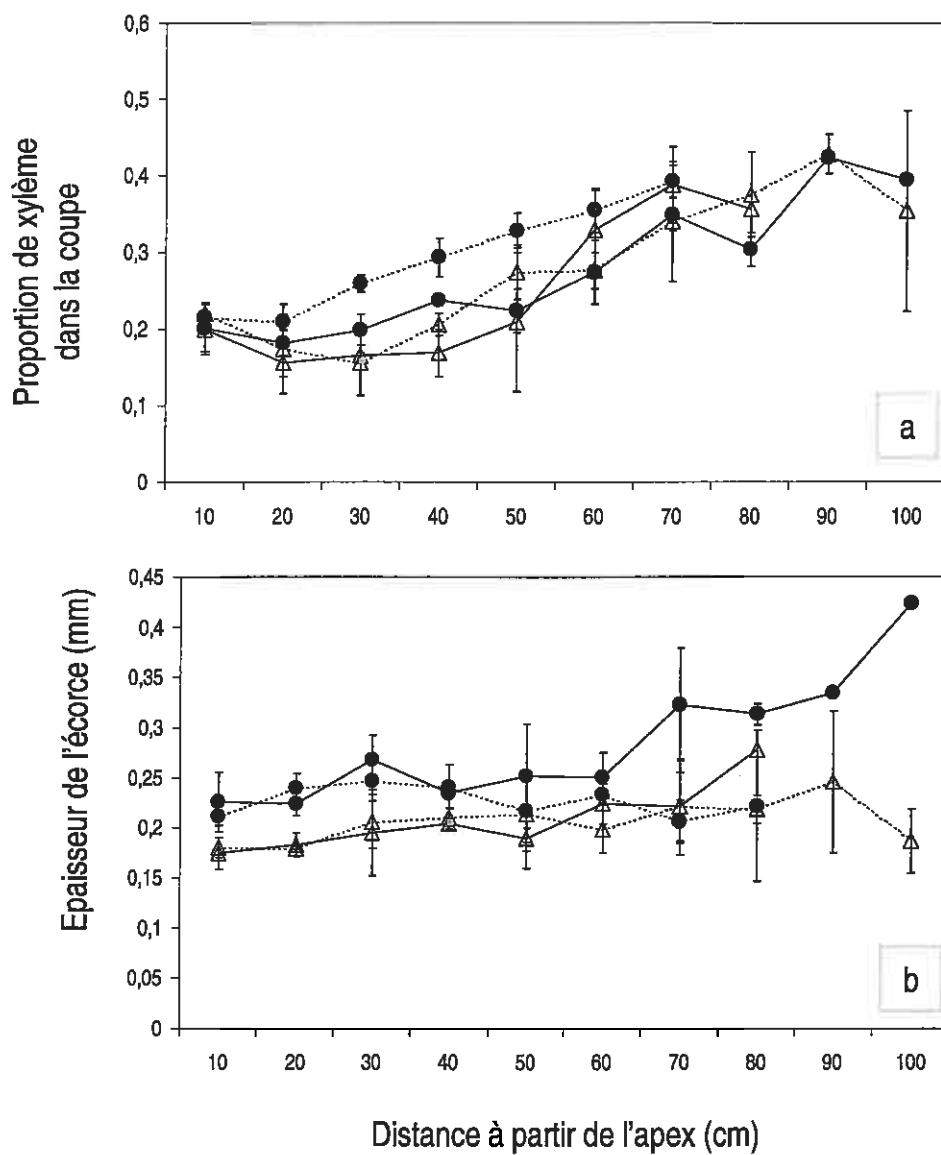 0,6
0,5
0,4
0,3
0,2
0,1
0
Proportion de xylème
dans la coupe
a
10 20 30 40 50 60 70 80 90 100
0,45
0,4
0,35
0,3
0,25
0,2
0,15
0,1
0,05
0
Epaisseur de l'écorce (mm)
b
10 20 30 40 50 60 70 80 90 100
Distance à partir de l'apex (cm)